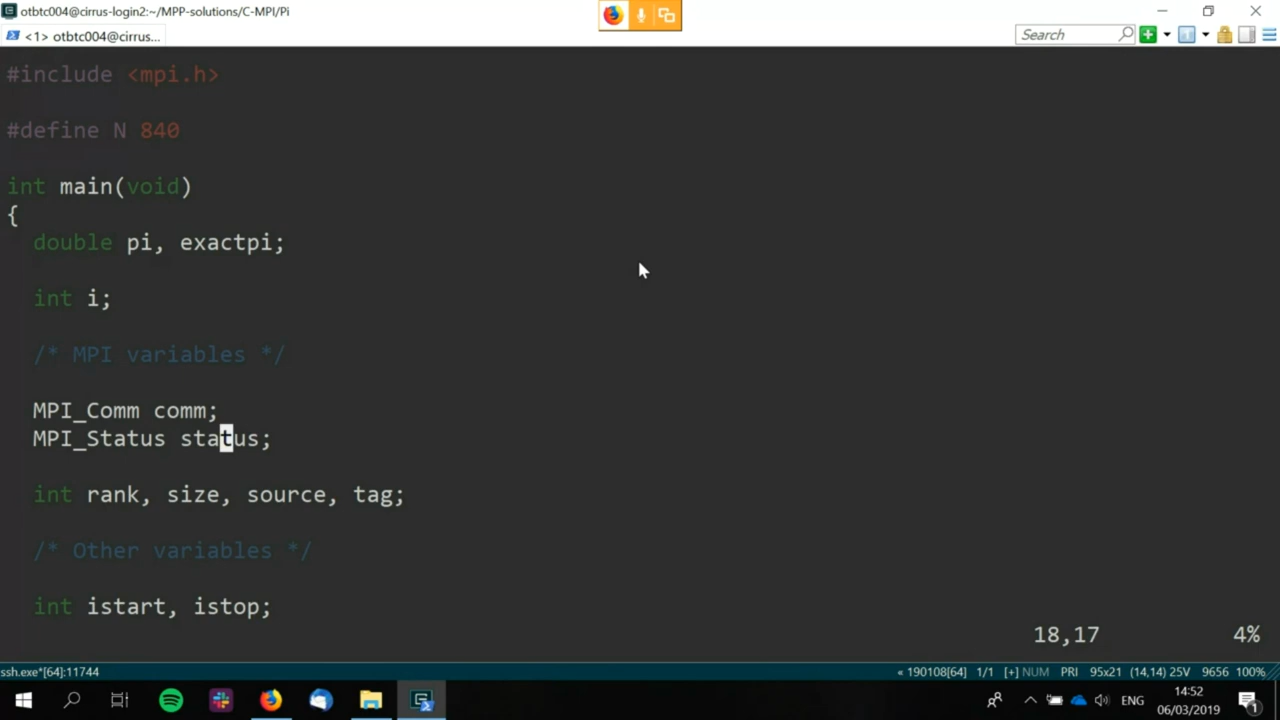 otbtc004@cirrus-login2:~/MPP-solutions/C-MPI/Pi
<1> otbtc004@cirrus...
Search
#include <mpi.h>
#define N 840
int main(void)
{
double pi, exactpi;
int i;
/* MPI variables */
MPI_Comm comm;
MPI_Status status;
int rank, size, source, tag;
/* Other variables */
int istart, istop;
18,17 4%
ssh.exe*[64]:11744 « 190108[64] 1/1 [+] NUM PRI 95x21 (14,14) 25V 9656 100%
ENG
14:52
06/03/2019
1